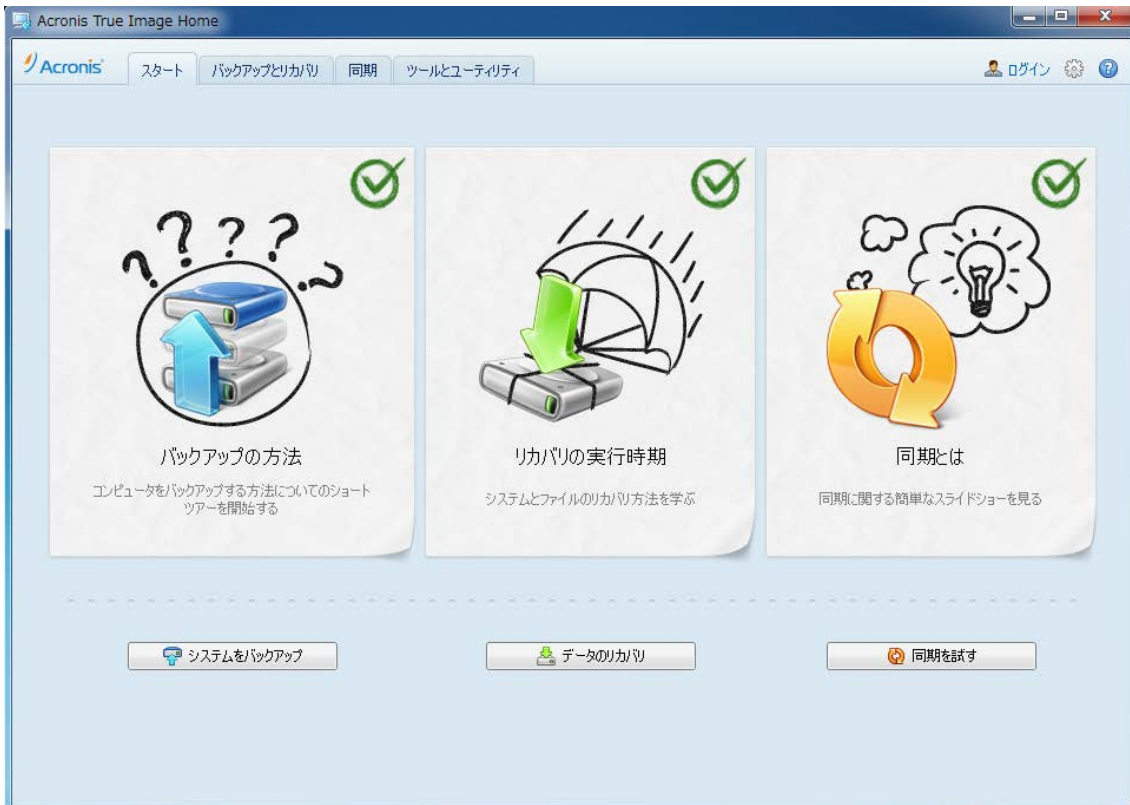 Acronis True Image Home
Acronis
スタート
バックアップとリカバリ
同期
ツールとユーティリティ
ログイン
バックアップの方法
コンピュータをバックアップする方法についてのショート
ツアーを開始する
リカバリの実行時期
システムとファイルのリカバリ方法を学ぶ
同期とは
同期に関する簡単なスライドショーを見る
システムをバックアップ
データのリカバリ
同期を試す